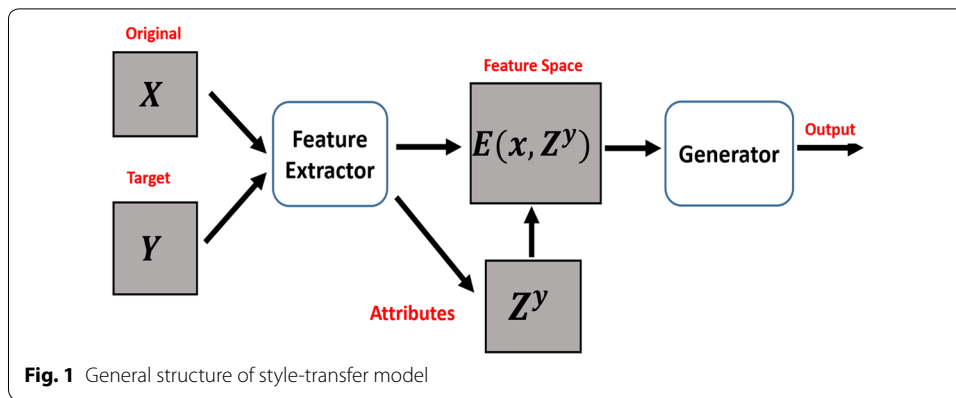 Original
X
Target
Y
Feature
Extractor
Feature Space
E(x, Z^y)
Attributes
Z^y
Generator
Output
Fig. 1 General structure of style-transfer model